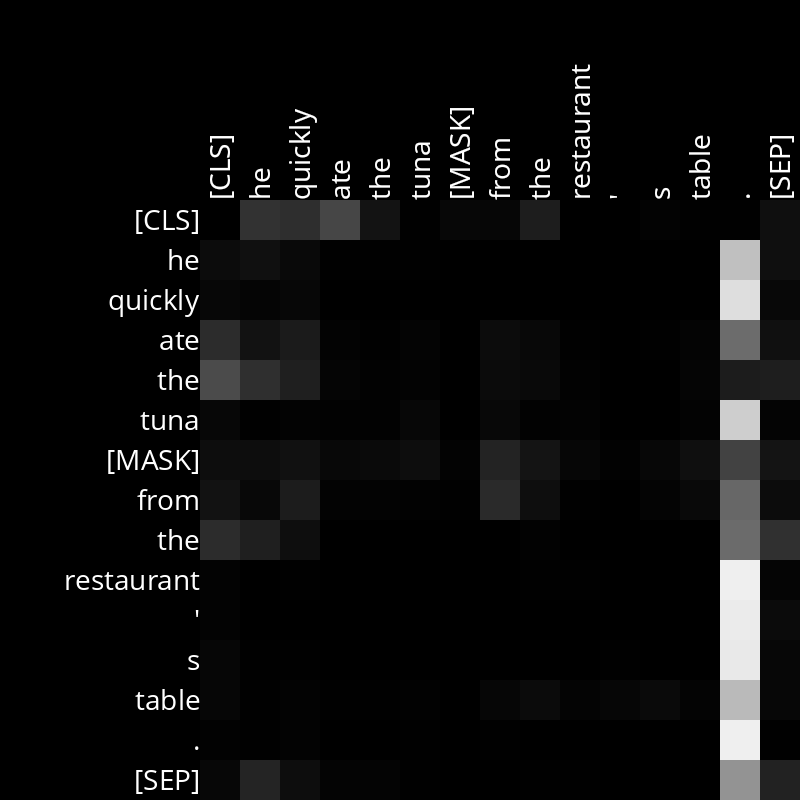 [CLS] he quickly ate the tuna [MASK] from the restaurant ' s table . [SEP]
[CLS]
he
quickly
ate
the
tuna
[MASK]
from
the
restaurant
'
s
table
.
[SEP]